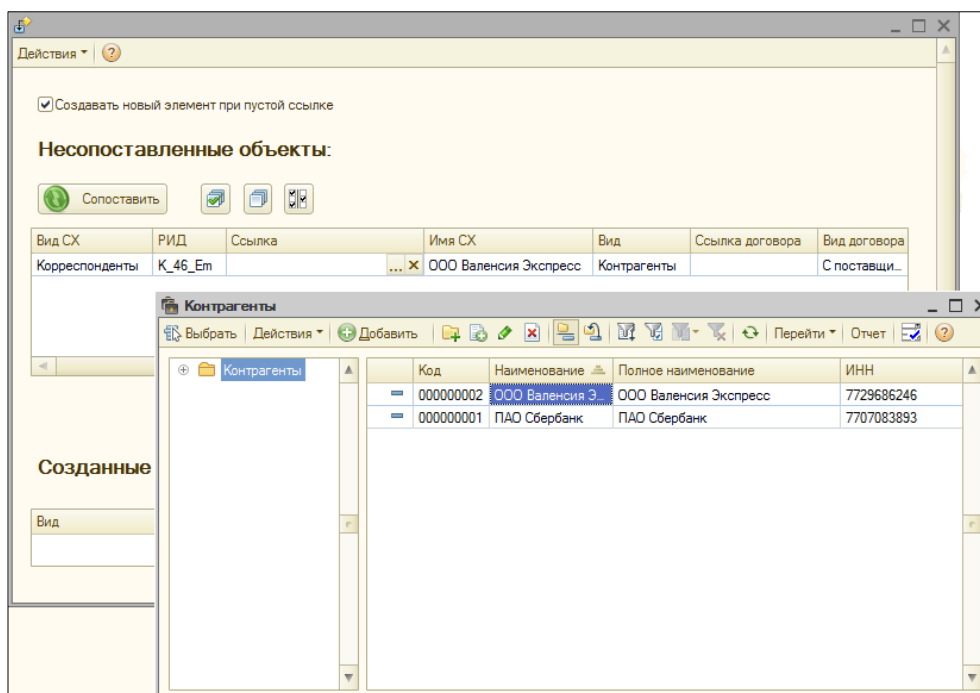 Действия
Создавать новый элемент при пустой ссылке
Несопоставленные объекты:
Сопоставить
Вид СХ РИД Ссылка Имя СХ Вид Ссылка договора Вид договора
Корреспонденты K_46_Em ... ООО Валенсия Экспресс Контрагенты С поставщи...
Контрагенты
Выбрать Действия Добавить Перейти Отчет
Контрагенты
Код Наименование Полное наименование ИНН
000000002 ООО Валенсия Э... ООО Валенсия Экспресс 7729686246
000000001 ПАО Сбербанк ПАО Сбербанк 7707083893
Созданные
Вид